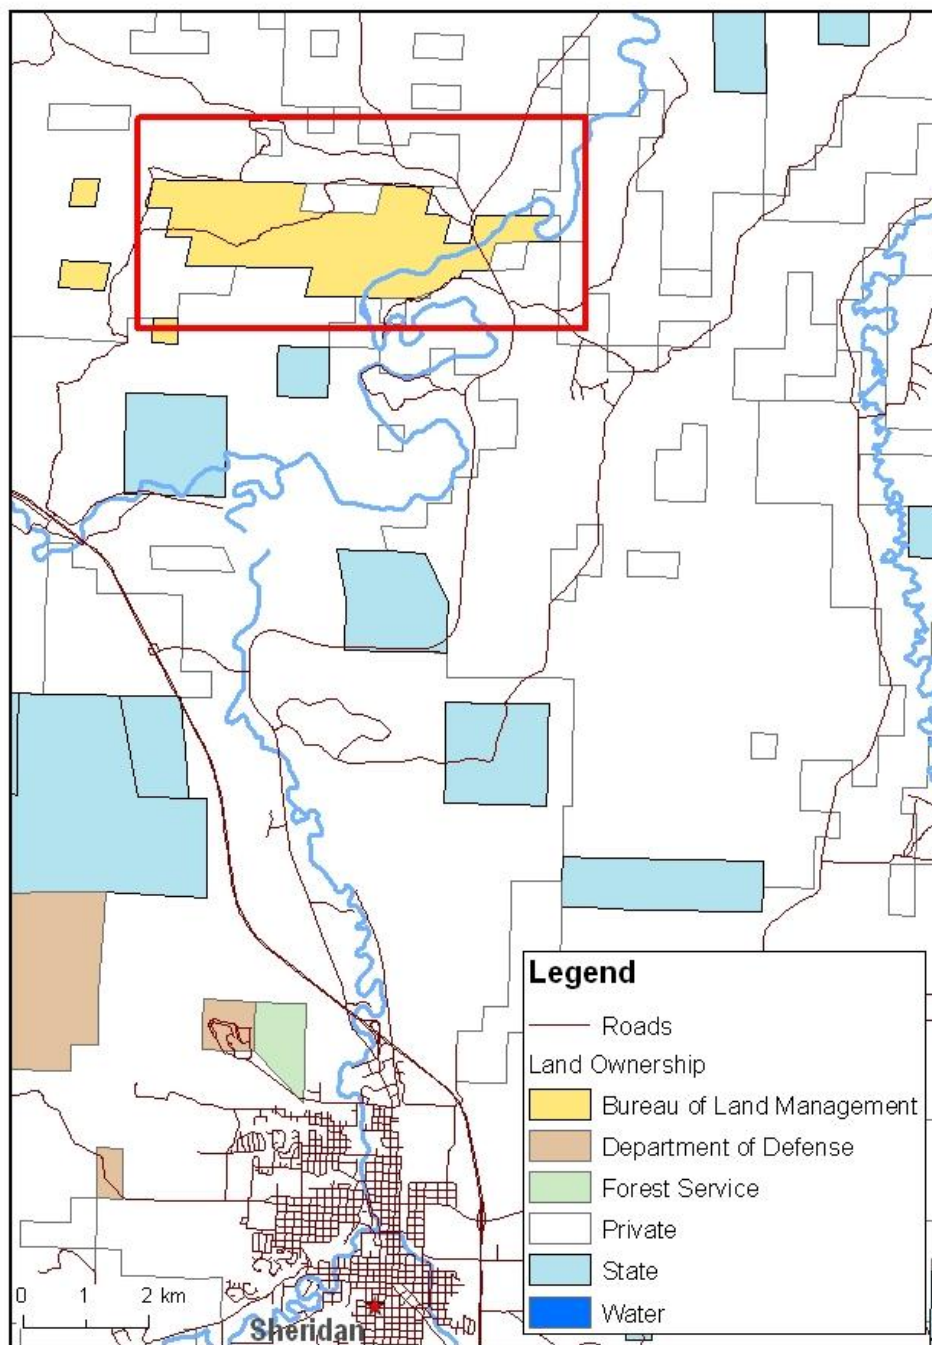 Legend
Roads
Land Ownership
Bureau of Land Management
Department of Defense
Forest Service
Private
State
Water
0 1 2 km
Sheridan